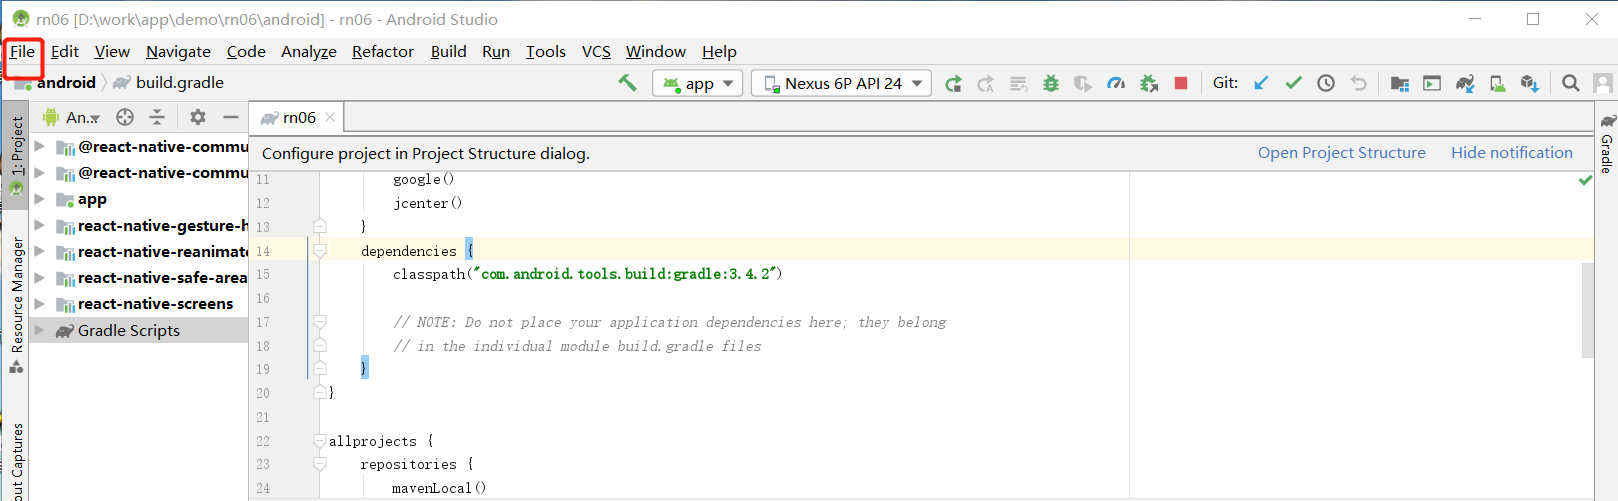 rn06 [D:\work\app\demo\rn06\android] - rn06 - Android Studio
File Edit View Navigate Code Analyze Refactor Build Run Tools VCS Window Help
android build.gradle app Nexus 6P API 24 Git:
An... rn06
1: Project
Resource Manager
Captures
Gradle
@react-native-commu
@react-native-commu
app
react-native-gesture-h
react-native-reanimate
react-native-safe-area
react-native-screens
Gradle Scripts
Configure project in Project Structure dialog. Open Project Structure Hide notification
11 google()
12 jcenter()
13 }
14 dependencies {
15 classpath("com.android.tools.build:gradle:3.4.2")
16
17 // NOTE: Do not place your application dependencies here; they belong
18 // in the individual module build.gradle files
19 }
20 }
21
22 allprojects {
23 repositories {
24 mavenLocal()